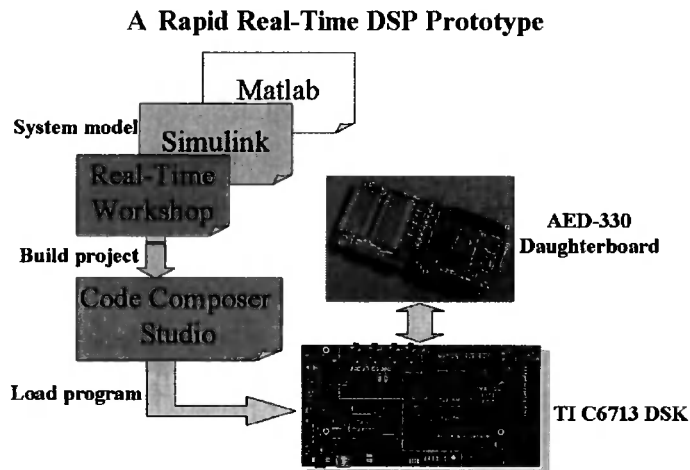 A Rapid Real-Time DSP Prototype
Matlab
System model
Simulink
Real-Time
Workshop
AED-330
Daughterboard
Build project
Code Composer
Studio
Load program
TI C6713 DSK